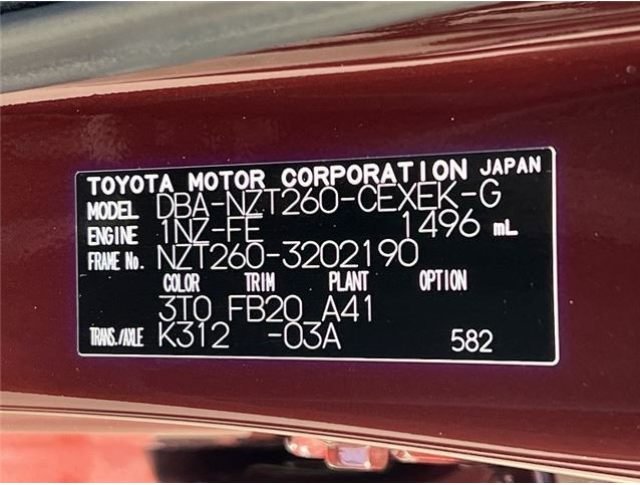 TOYOTA MOTOR CORPORATION JAPAN
MODEL DBA-NZT260-CEXEK-G
ENGINE 1NZ-FE 1496 mL
FRAME No. NZT260-3202190
COLOR TRIM PLANT OPTION
3T0 FB20 A41
TRANS./AXLE K312 -03A 582